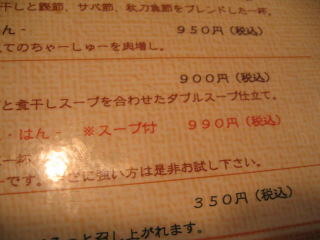 干しと鰹節、サバ節、秋刀魚節をブレンドした一杯。
ん- 950円（税込）
てのちゃーしゅーを肉増し。
900円（税込）
と煮干しスープを合わせたダブルスープ仕立て。
・はん- ※スープ付 990円（税込）
一杯
ーです。 に強い方は是非お試し下さい。
350円（税込）
っと召し上がれます。